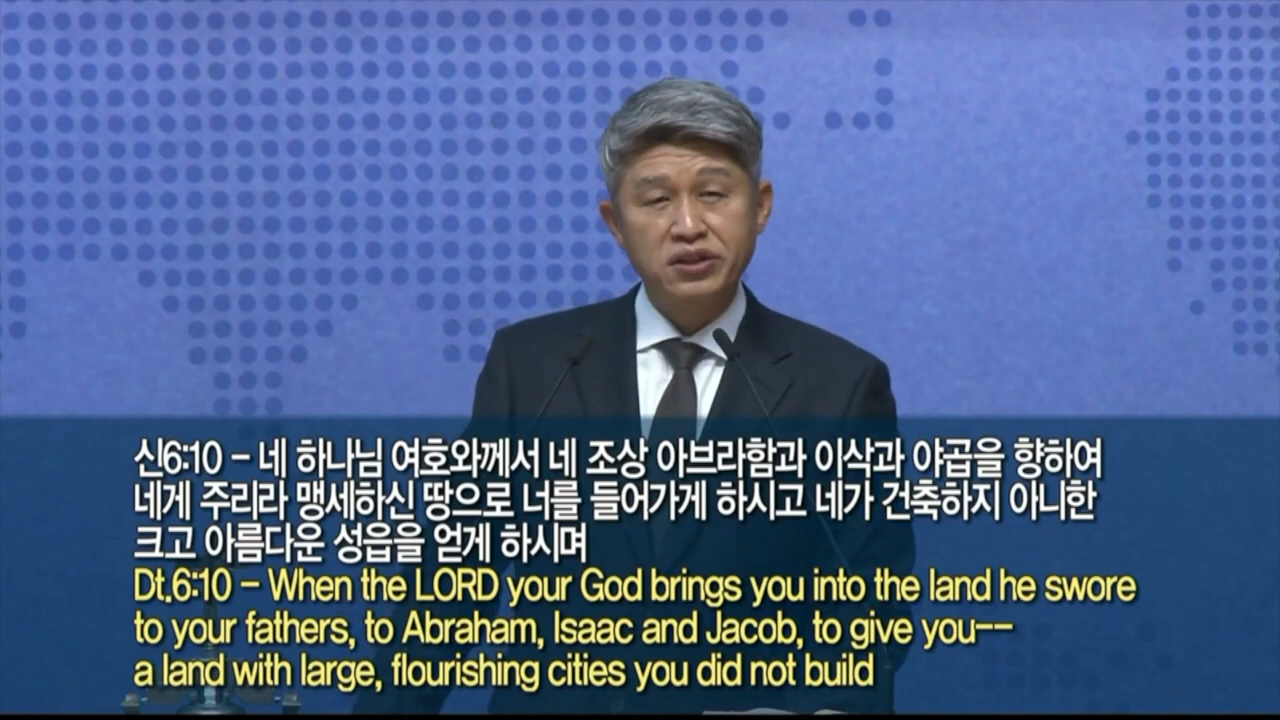 신6:10 - 네 하나님 여호와께서 네 조상 아브라함과 이삭과 야곱을 향하여
네게 주리라 맹세하신 땅으로 너를 들어가게 하시고 네가 건축하지 아니한
크고 아름다운 성읍을 얻게 하시며
Dt.6:10 - When the LORD your God brings you into the land he swore
to your fathers, to Abraham, Isaac and Jacob, to give you--
a land with large, flourishing cities you did not build